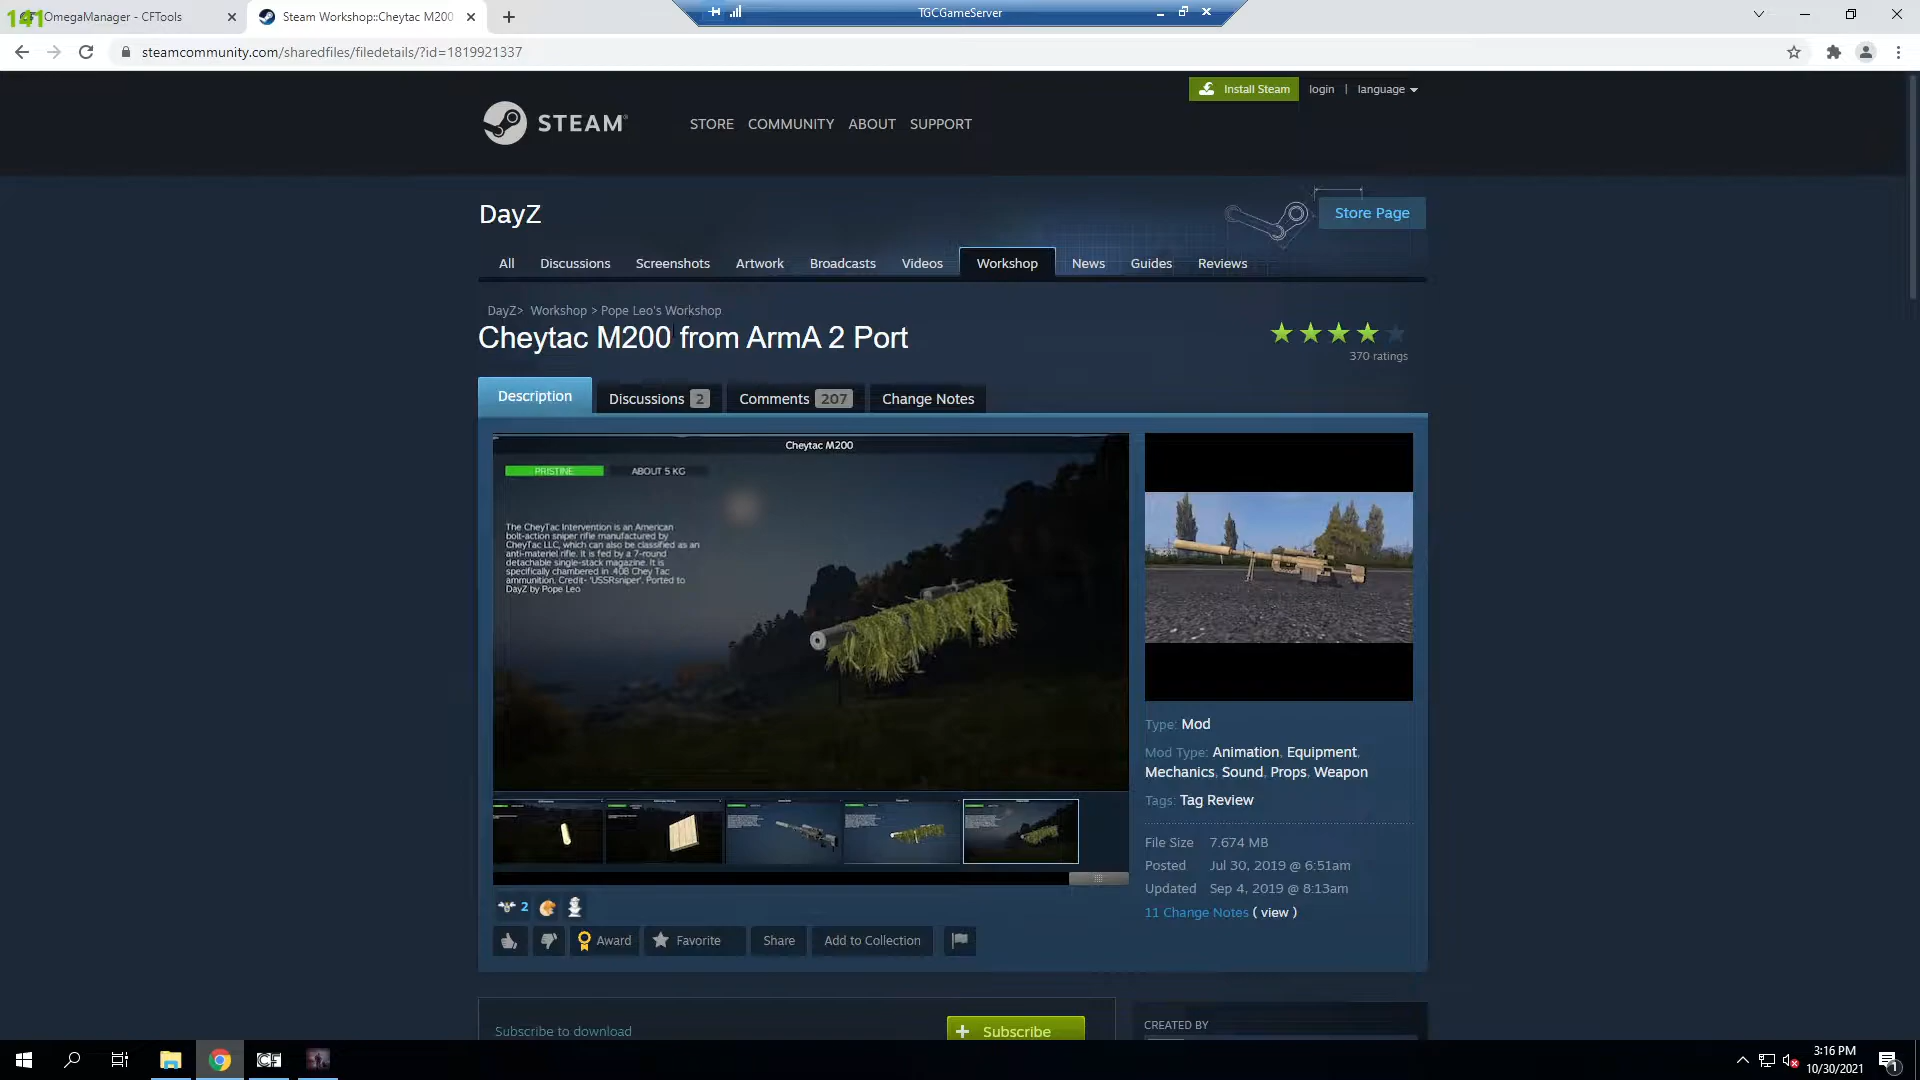 141
OmegaManager - CFTools
Steam Workshop::Cheytac M200
TGCGameServer
steamcommunity.com/sharedfiles/filedetails/?id=1819921337
Install Steam
login | language
STEAM®
STORE COMMUNITY ABOUT SUPPORT
DayZ
Store Page
All Discussions Screenshots Artwork Broadcasts Videos Workshop News Guides Reviews
DayZ> Workshop > Pope Leo's Workshop
Cheytac M200 from ArmA 2 Port
370 ratings
Description Discussions 2 Comments 207 Change Notes
Cheytac M200
PRISTINE ABOUT 5 KG
The CheyTac Intervention is an American
bolt-action sniper rifle manufactured by
CheyTac LLC, which can also be classified as an
anti-materiel rifle. It is fed by a 7-round
detachable single-stack magazine. It is
specifically chambered in .408 Chey Tac
ammunition. Credit- 'USSRsniper'. Ported to
DayZ by Pope Leo
Type: Mod
Mod Type: Animation, Equipment,
Mechanics, Sound, Props, Weapon
Tags: Tag Review
File Size 7.674 MB
Posted Jul 30, 2019 @ 6:51am
Updated Sep 4, 2019 @ 8:13am
11 Change Notes ( view )
2
Award Favorite Share Add to Collection
Subscribe to download
+ Subscribe
CREATED BY
CF
3:16 PM
10/30/2021
1